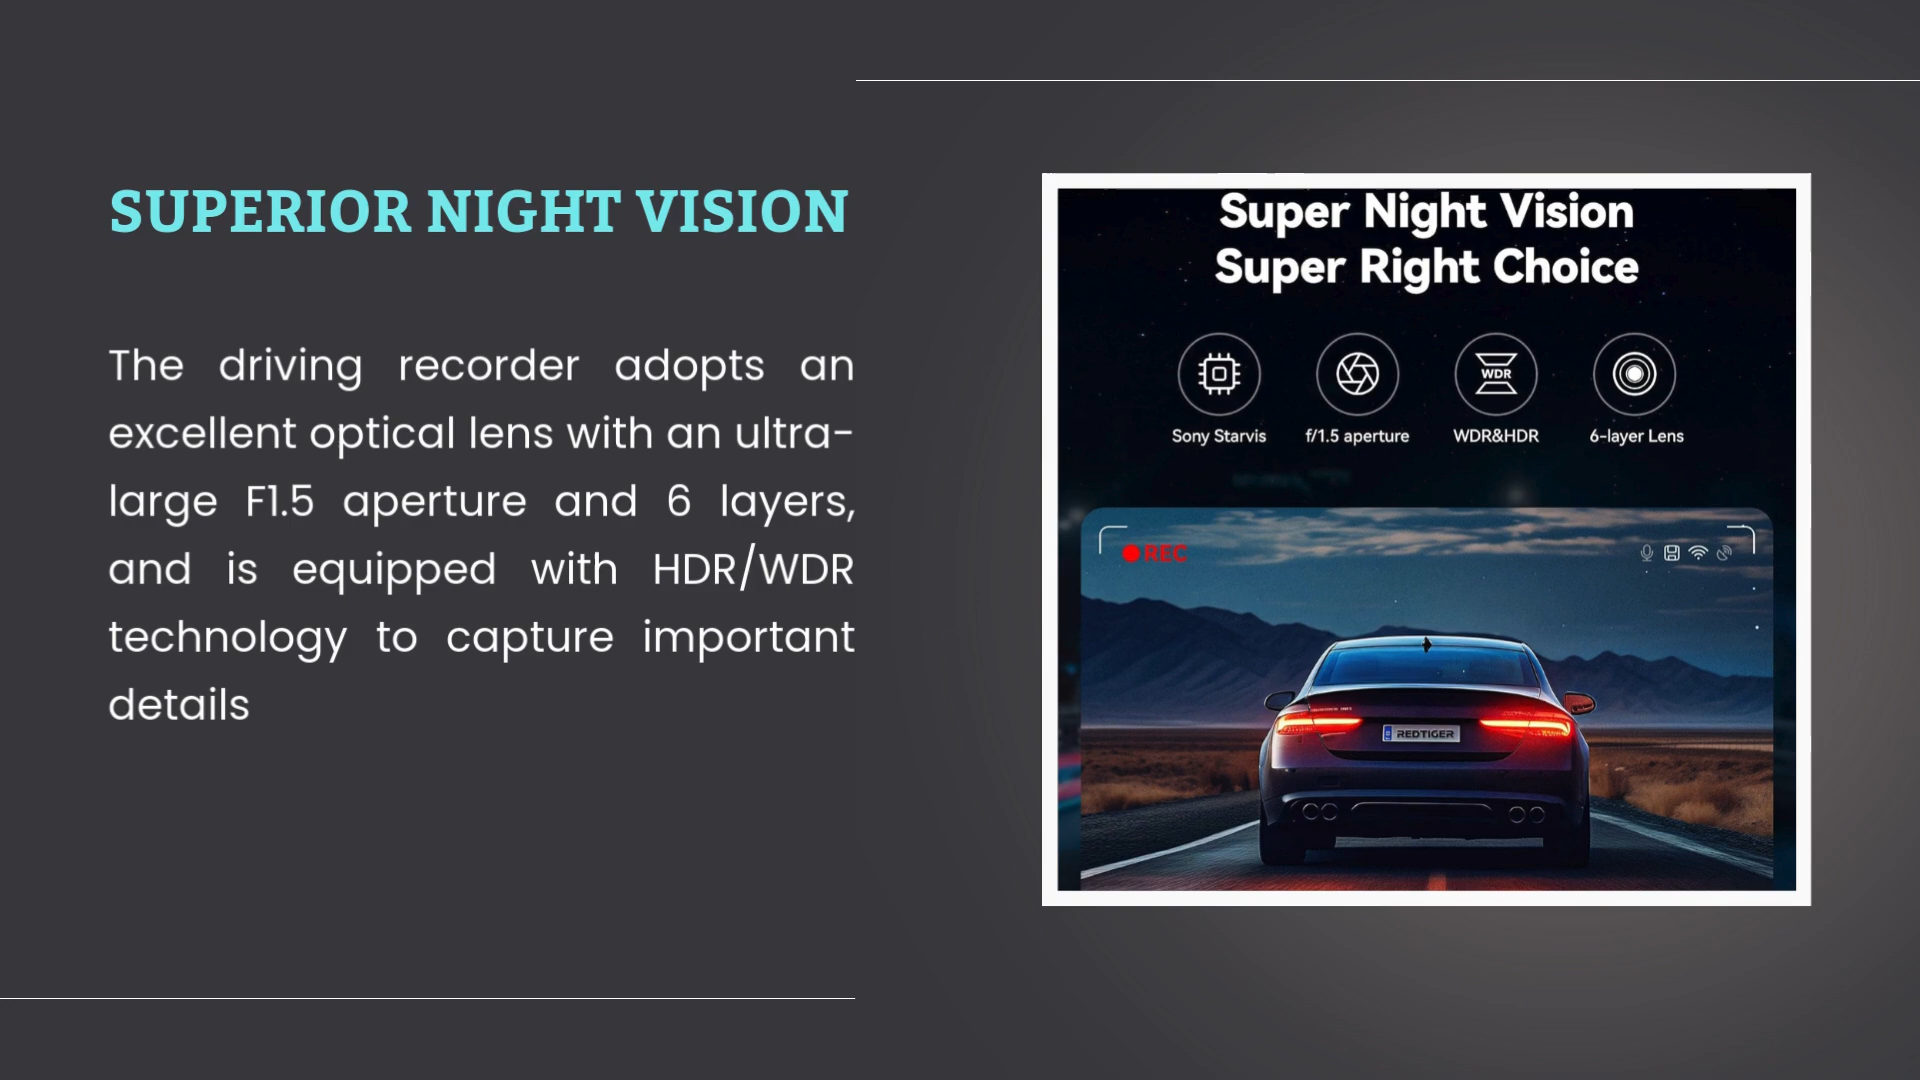 SUPERIOR NIGHT VISION
The driving recorder adopts an
excellent optical lens with an ultra-
large F1.5 aperture and 6 layers,
and is equipped with HDR/WDR
technology to capture important
details
Super Night Vision
Super Right Choice
WDR
Sony Starvis
f/1.5 aperture
WDR&HDR
6-layer Lens
REC
REDTIGER